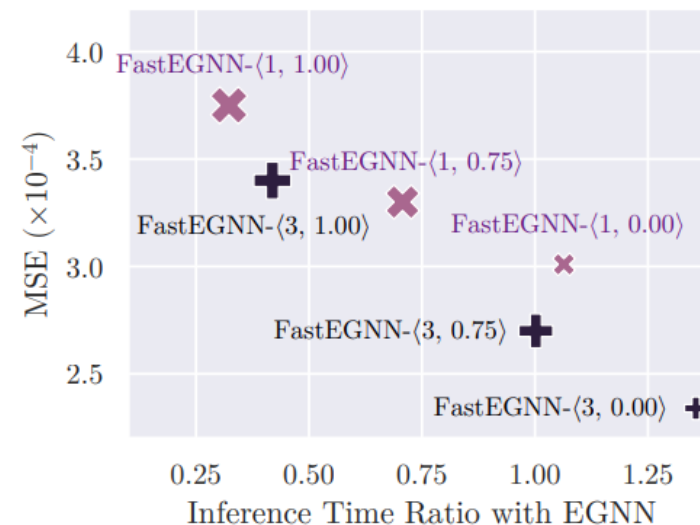 4.0
FastEGNN-⟨1, 1.00⟩
3.5
FastEGNN-⟨1, 0.75⟩
FastEGNN-⟨3, 1.00⟩
FastEGNN-⟨1, 0.00⟩
MSE (×10⁻⁴)
3.0
FastEGNN-⟨3, 0.75⟩
2.5
FastEGNN-⟨3, 0.00⟩
0.25 0.50 0.75 1.00 1.25
Inference Time Ratio with EGNN